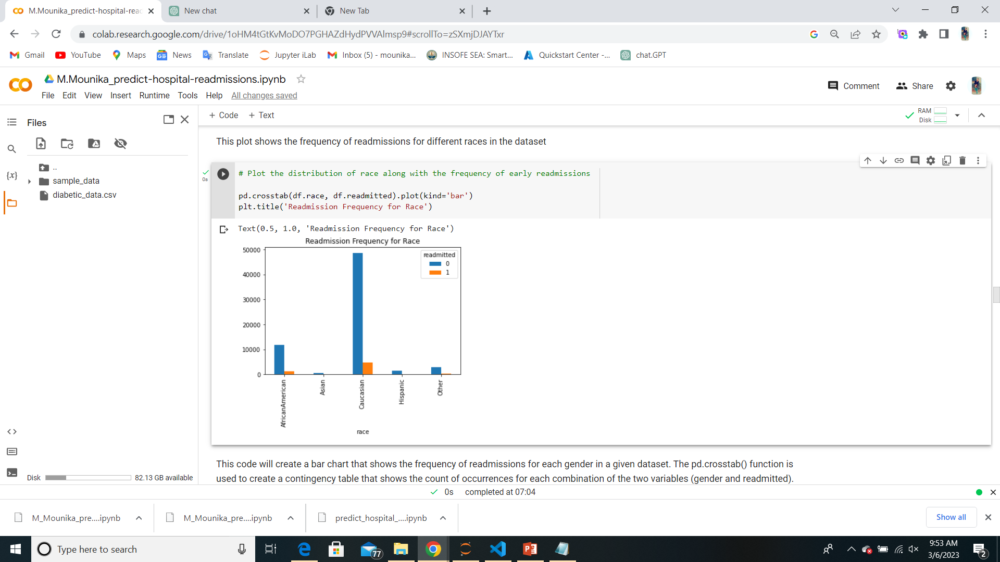 M.Mounika_predict-hospital-reac
New chat
New Tab
colab.research.google.com/drive/1oHM4tGtKvMoDO7PGHAZdHydPVVAlmsp9#scrollTo=zSXmjDJAYTxr
Gmail YouTube Maps News Translate Jupyter iLab Inbox (5) - mounika... INSOFE SEA: Smart... Quickstart Center -... chat.GPT
M.Mounika_predict-hospital-readmissions.ipynb
Comment Share
File Edit View Insert Runtime Tools Help All changes saved
Files
+ Code + Text
RAM
Disk
..
sample_data
diabetic_data.csv
{x}
This plot shows the frequency of readmissions for different races in the dataset
0s
# Plot the distribution of race along with the frequency of early readmissions
pd.crosstab(df.race, df.readmitted).plot(kind='bar')
plt.title('Readmission Frequency for Race')
Text(0.5, 1.0, 'Readmission Frequency for Race')
Readmission Frequency for Race
readmitted
0
1
50000
40000
30000
20000
10000
0
AfricanAmerican
Asian
Caucasian
Hispanic
Other
race
This code will create a bar chart that shows the frequency of readmissions for each gender in a given dataset. The pd.crosstab() function is
used to create a contingency table that shows the count of occurrences for each combination of the two variables (gender and readmitted).
Disk 82.13 GB available
0s completed at 07:04
M_Mounika_pre....ipynb
M_Mounika_pre....ipynb
predict_hospital_....ipynb
Show all
Type here to search
77
9:53 AM
3/6/2023
2